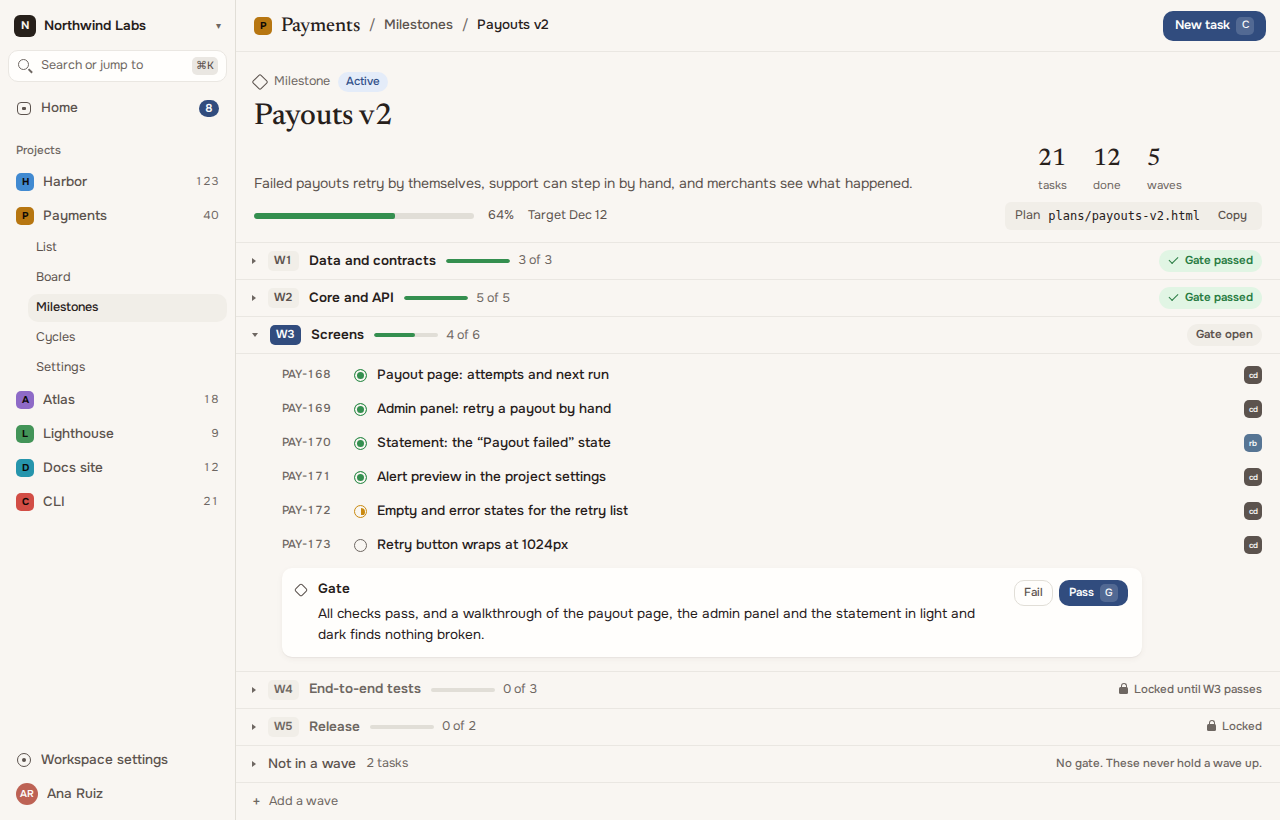 N Northwind Labs
Search or jump to ⌘K
Home 8
Projects
H Harbor 123
P Payments 40
List
Board
Milestones
Cycles
Settings
A Atlas 18
L Lighthouse 9
D Docs site 12
C CLI 21
Workspace settings
AR Ana Ruiz
P Payments / Milestones / Payouts v2
New task C
Milestone Active
Payouts v2
Failed payouts retry by themselves, support can step in by hand, and merchants see what happened.
21 12 5
tasks done waves
64% Target Dec 12
Plan plans/payouts-v2.html Copy
W1 Data and contracts 3 of 3 Gate passed
W2 Core and API 5 of 5 Gate passed
W3 Screens 4 of 6 Gate open
PAY-168 Payout page: attempts and next run cd
PAY-169 Admin panel: retry a payout by hand cd
PAY-170 Statement: the “Payout failed” state rb
PAY-171 Alert preview in the project settings cd
PAY-172 Empty and error states for the retry list cd
PAY-173 Retry button wraps at 1024px cd
Gate
All checks pass, and a walkthrough of the payout page, the admin panel and the statement in light and
dark finds nothing broken.
Fail Pass G
W4 End-to-end tests 0 of 3 Locked until W3 passes
W5 Release 0 of 2 Locked
Not in a wave 2 tasks No gate. These never hold a wave up.
+ Add a wave